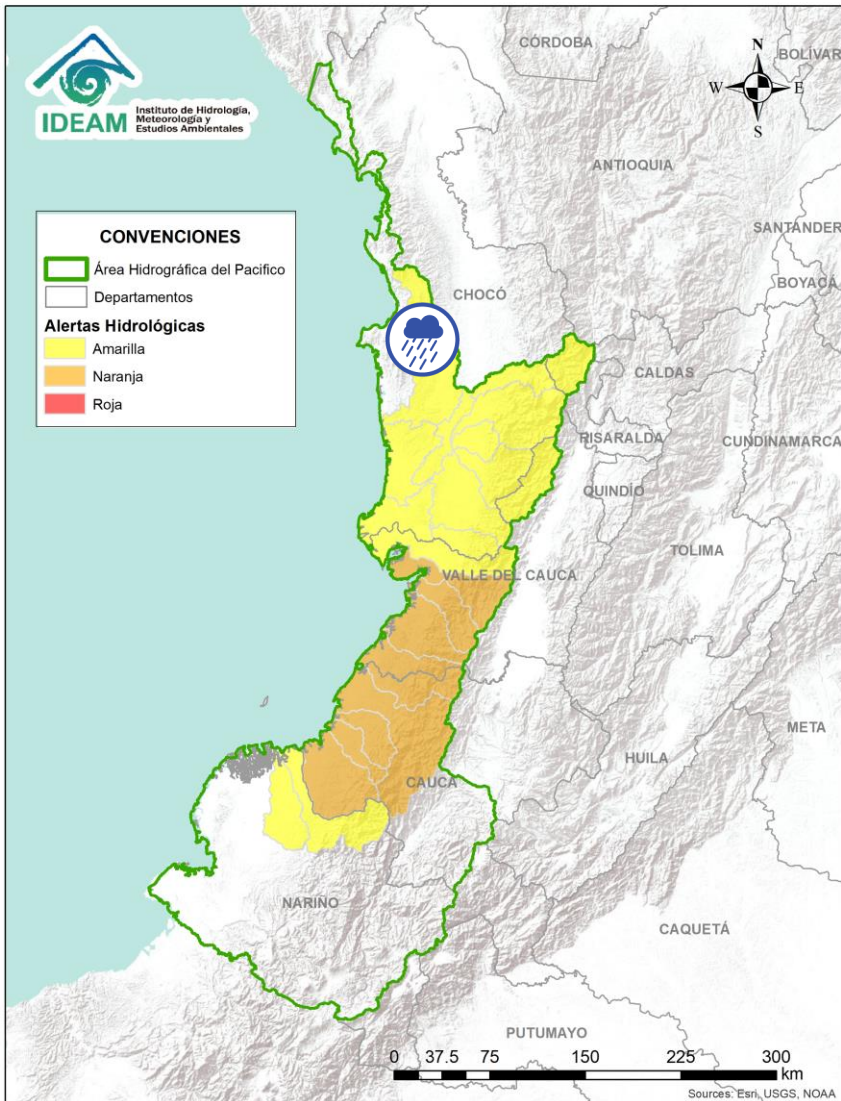 IDEAM
Instituto de Hidrología,
Meteorología y
Estudios Ambientales
CÓRDOBA
BOLÍVAR
N
W
E
S
ANTIOQUIA
SANTANDER
BOYACÁ
CONVENCIONES
Área Hidrográfica del Pacifico
Departamentos
Alertas Hidrológicas
Amarilla
Naranja
Roja
CHOCÓ
CALDAS
RISARALDA
CUNDINAMARCA
QUINDÍO
TOLIMA
VALLE DEL CAUCA
META
HUILA
CAUCA
NARIÑO
CAQUETÁ
PUTUMAYO
0 37.5 75 150 225 300
km
Sources: Esri, USGS, NOAA